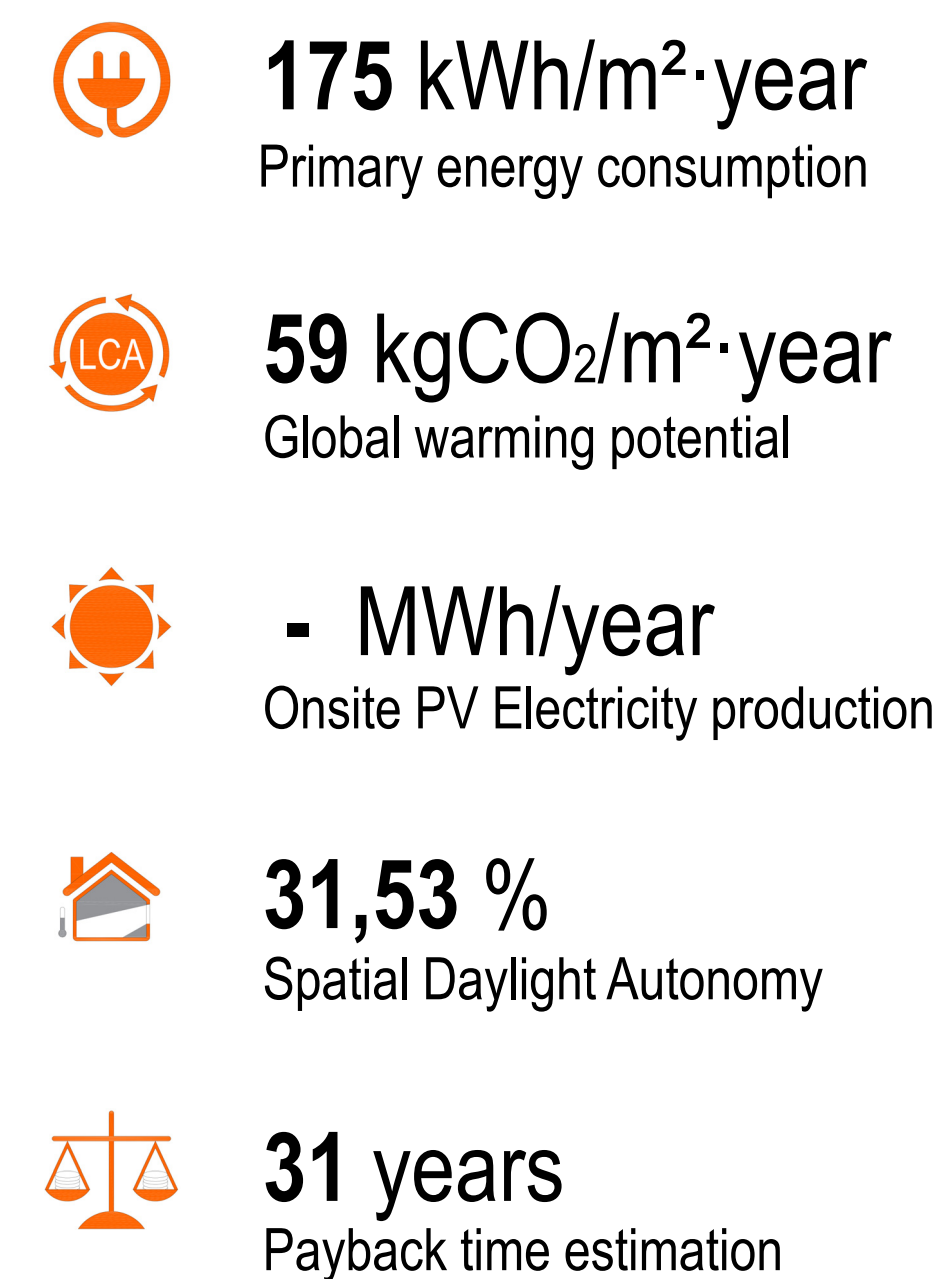 175 kWh/m²·year
Primary energy consumption
LCA
59 kgCO₂/m²·year
Global warming potential
- MWh/year
Onsite PV Electricity production
31,53 %
Spatial Daylight Autonomy
31 years
Payback time estimation